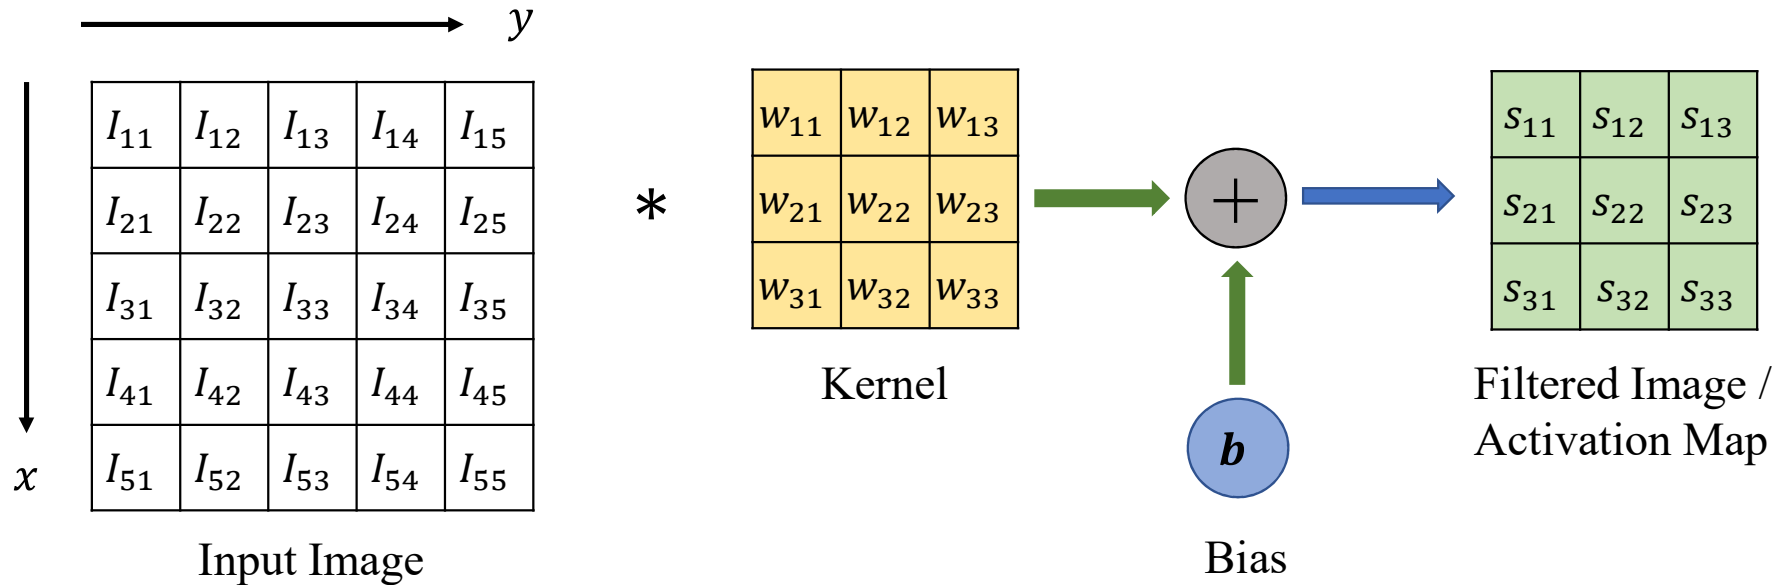 y
I₁₁ I₁₂ I₁₃ I₁₄ I₁₅
I₂₁ I₂₂ I₂₃ I₂₄ I₂₅
I₃₁ I₃₂ I₃₃ I₃₄ I₃₅
I₄₁ I₄₂ I₄₃ I₄₄ I₄₅
I₅₁ I₅₂ I₅₃ I₅₄ I₅₅
x
Input Image
*
w₁₁ w₁₂ w₁₃
w₂₁ w₂₂ w₂₃
w₃₁ w₃₂ w₃₃
Kernel
+
b
Bias
s₁₁ s₁₂ s₁₃
s₂₁ s₂₂ s₂₃
s₃₁ s₃₂ s₃₃
Filtered Image /
Activation Map